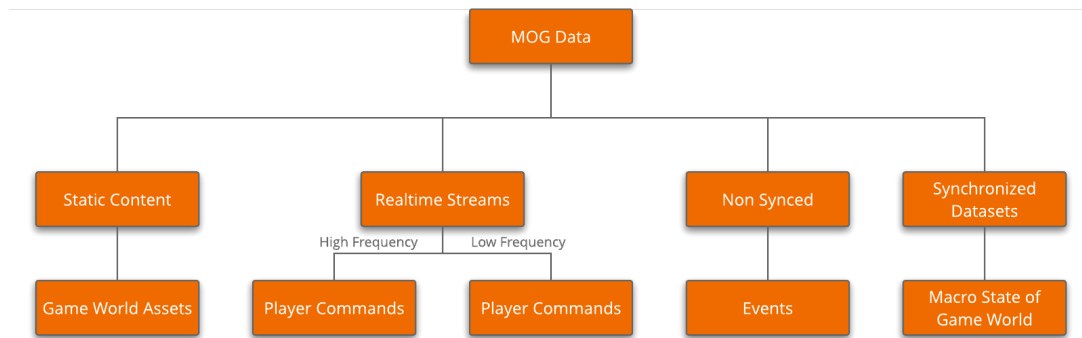 MOG Data
Static Content
Realtime Streams
Non Synced
Synchronized
Datasets
High Frequency
Low Frequency
Game World Assets
Player Commands
Player Commands
Events
Macro State of
Game World